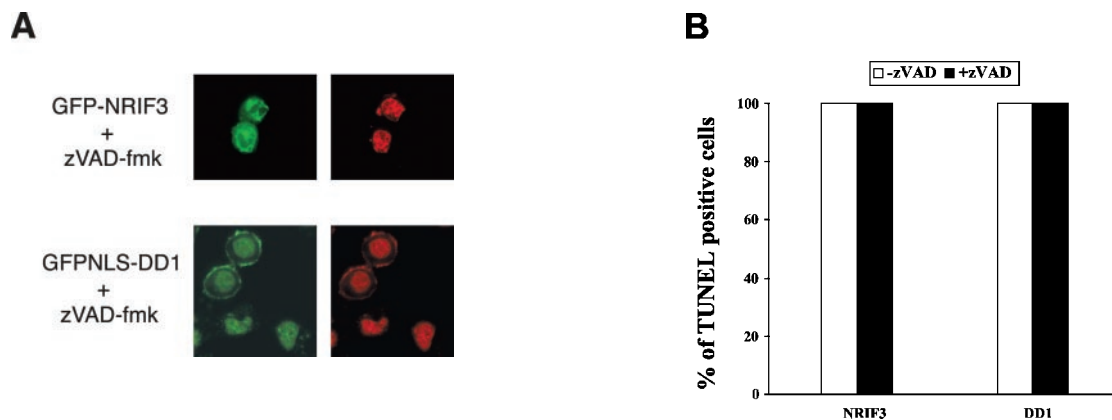 A
GFP-NRIF3
+
zVAD-fmk
GFPNLS-DD1
+
zVAD-fmk
B
-zVAD +zVAD
% of TUNEL positive cells
100
80
60
40
20
0
NRIF3 DD1